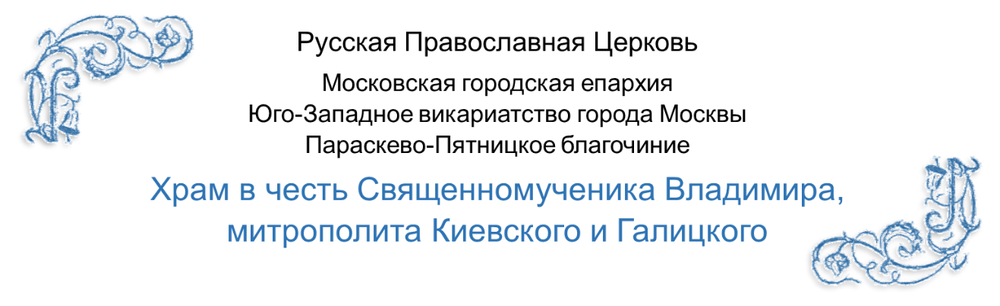 Русская Православная Церковь
Московская городская епархия
Юго-Западное викариатство города Москвы
Параскево-Пятницкое благочиние
Храм в честь Священномученика Владимира,
митрополита Киевского и Галицкого